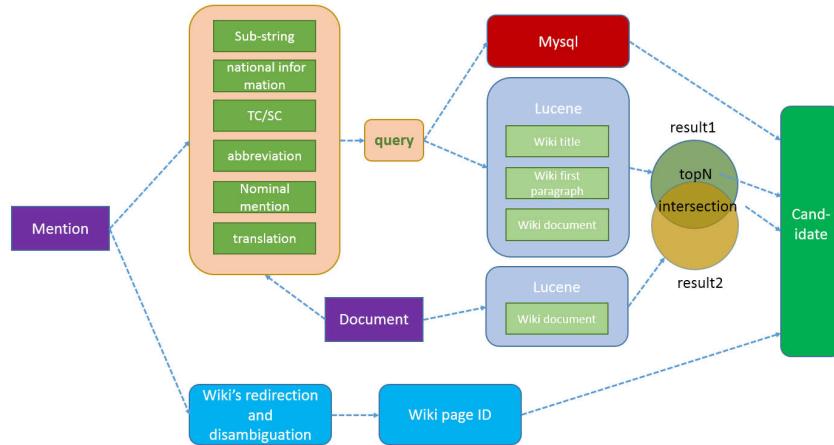 Sub-string
national infor
mation
TC/SC
abbreviation
Nominal
mention
translation
Mention
query
Mysql
Lucene
Wiki title
Wiki first
paragraph
Wiki document
result1
topN
intersection
result2
Cand-
idate
Document
Lucene
Wiki document
Wiki's redirection
and
disambiguation
Wiki page ID